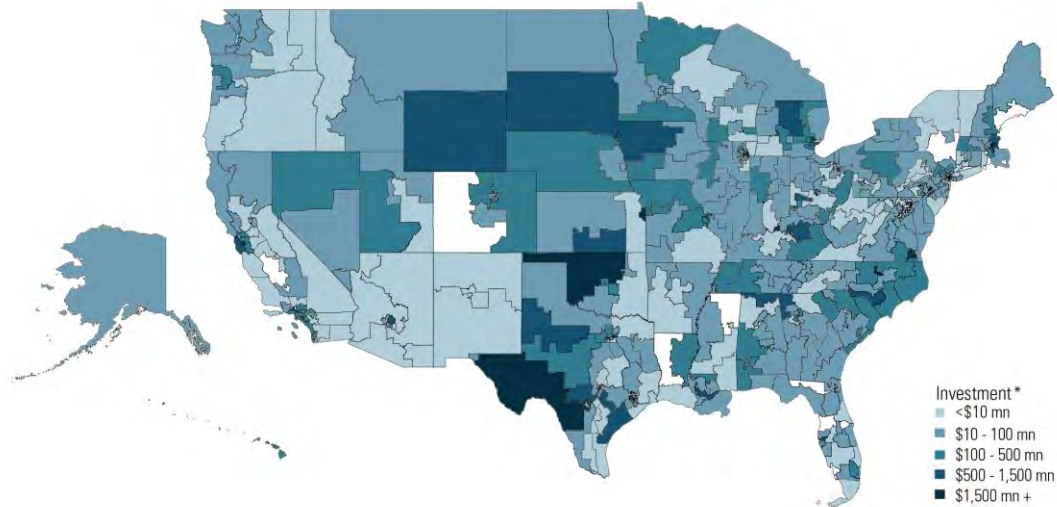 Investment *
<$10 mn
$10 - 100 mn
$100 - 500 mn
$500 - 1,500 mn
$1,500 mn +